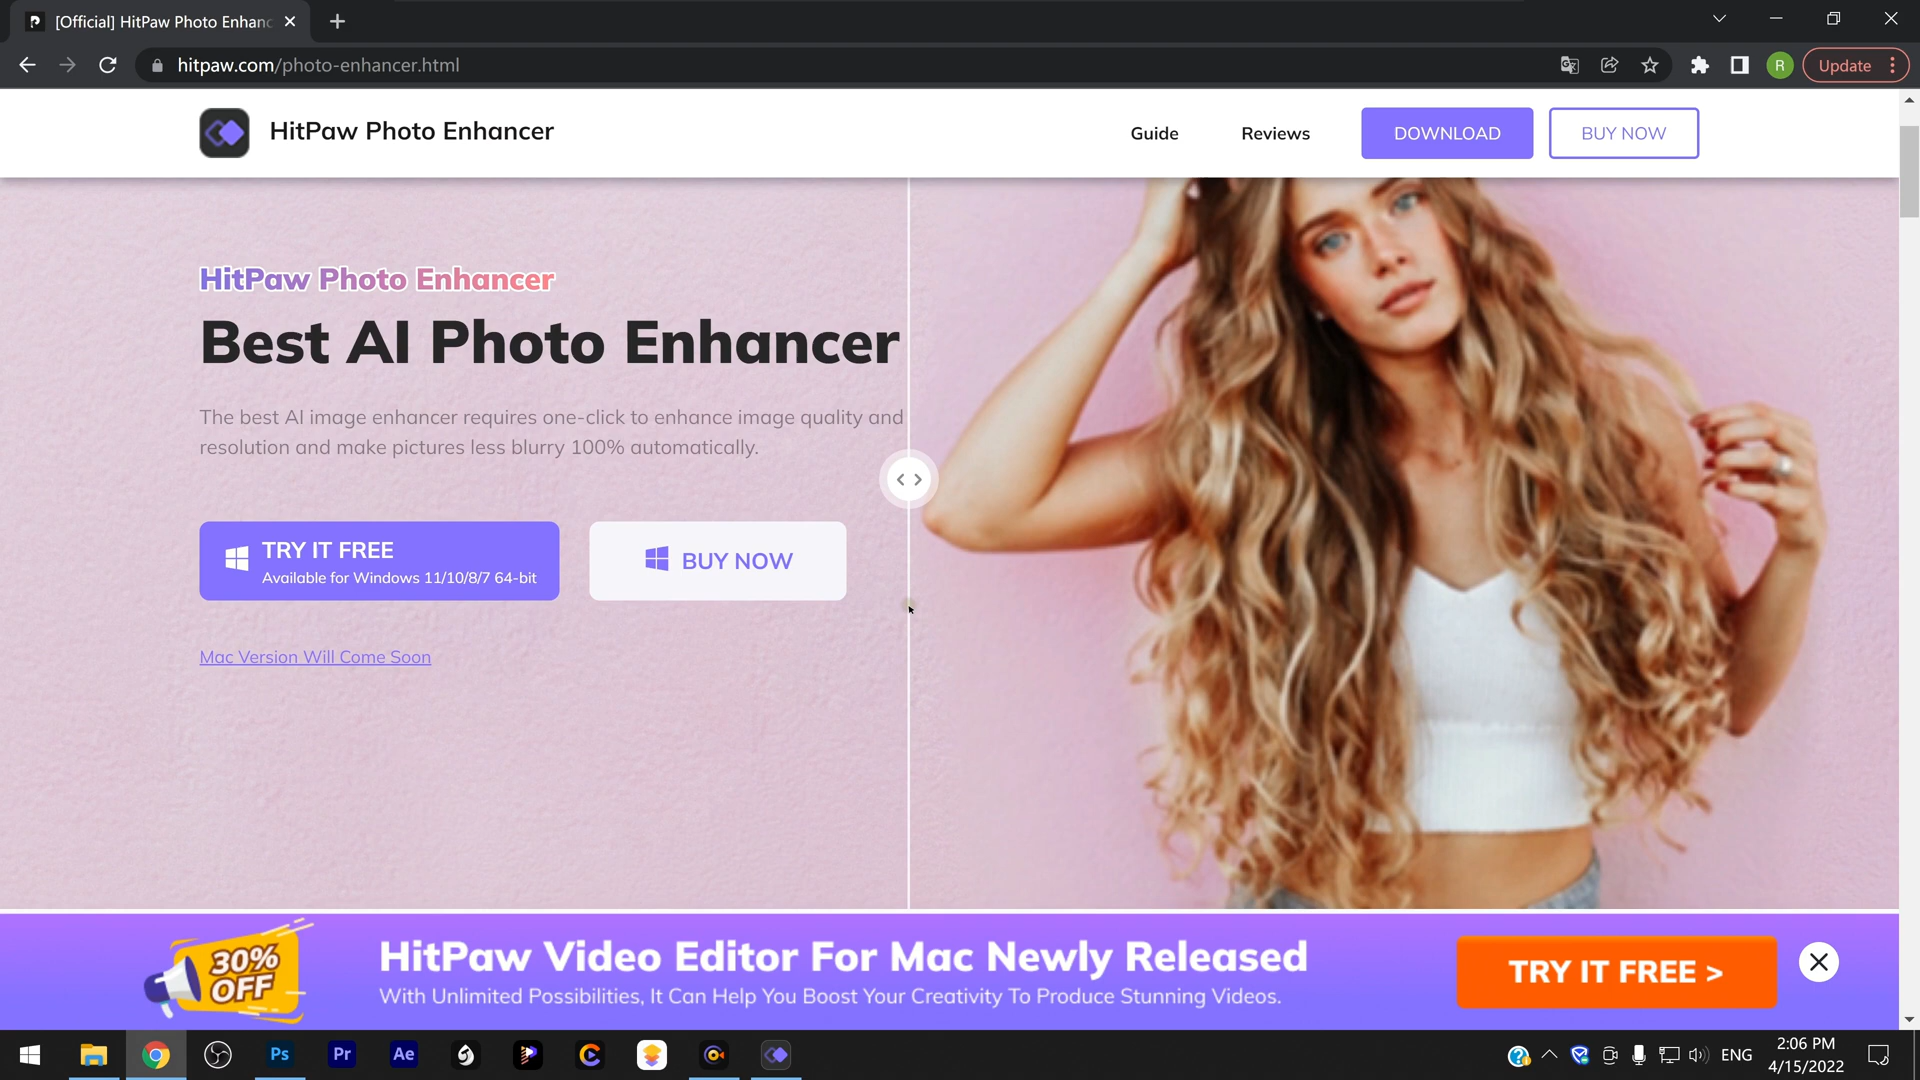 [Official] HitPaw Photo Enhanc
hitpaw.com/photo-enhancer.html
R
Update
HitPaw Photo Enhancer
Guide
Reviews
DOWNLOAD
BUY NOW
HitPaw Photo Enhancer
Best AI Photo Enhancer
The best AI image enhancer requires one-click to enhance image quality and
resolution and make pictures less blurry 100% automatically.
TRY IT FREE
Available for Windows 11/10/8/7 64-bit
BUY NOW
Mac Version Will Come Soon
30%
OFF
HitPaw Video Editor For Mac Newly Released
With Unlimited Possibilities, It Can Help You Boost Your Creativity To Produce Stunning Videos.
TRY IT FREE >
Ps
Pr
Ae
ENG
2:06 PM
4/15/2022